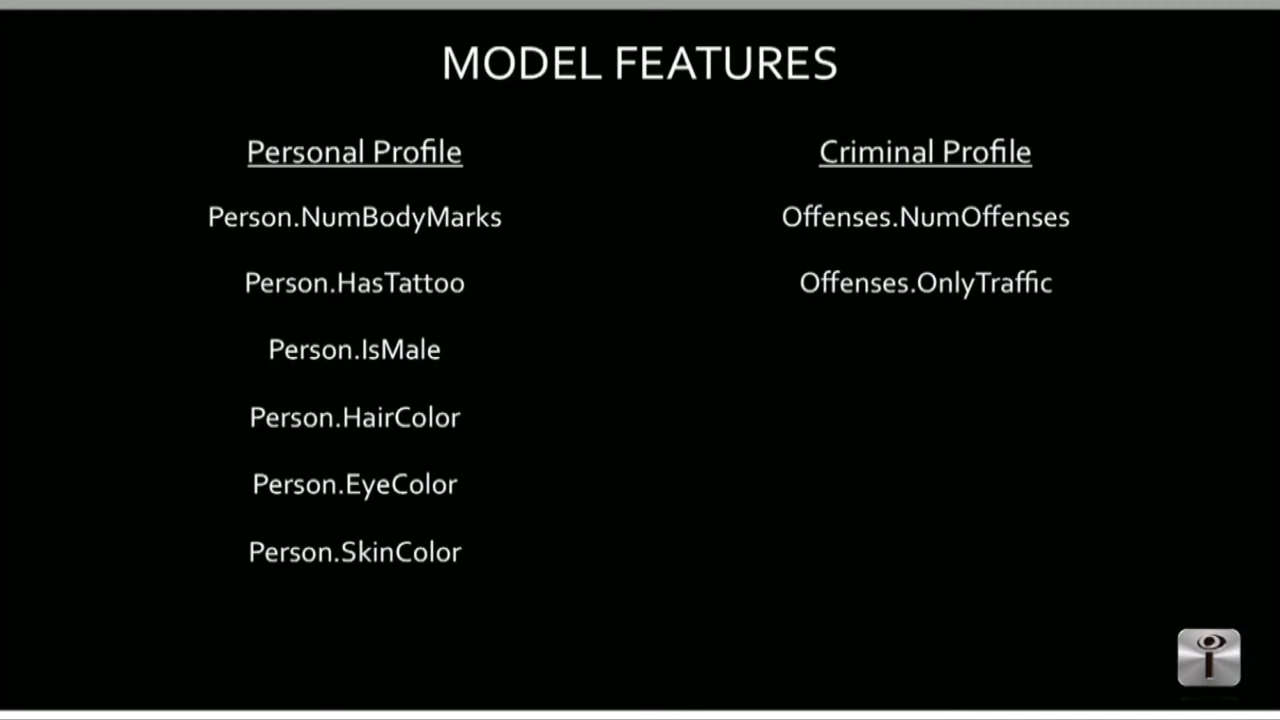 MODEL FEATURES
Personal Profile
Person.NumBodyMarks
Person.HasTattoo
Person.IsMale
Person.HairColor
Person.EyeColor
Person.SkinColor
Criminal Profile
Offenses.NumOffenses
Offenses.OnlyTraffic